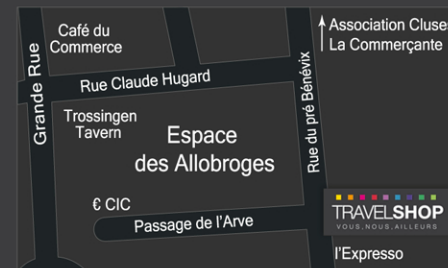 Café du
Commerce
Association Cluse
La Commerçante
Grande Rue
Rue Claude Hugard
Rue du pré Bénévix
Trossingen
Tavern
Espace
des Allobroges
€ CIC
Passage de l'Arve
TRAVELSHOP
VOUS.NOUS.AILLEURS
l'Expresso